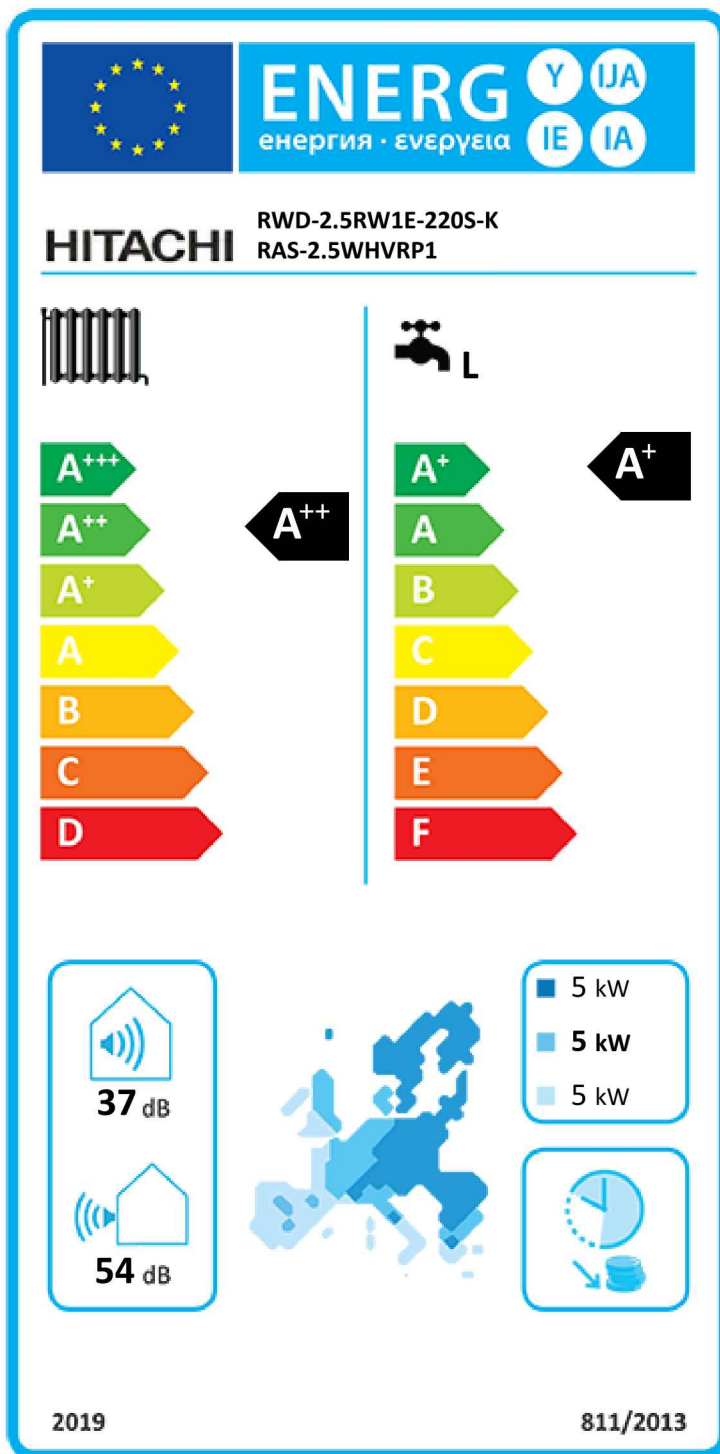 ENERG Y IJA
енергия · ενεργεια IE IA
HITACHI
RWD-2.5RW1E-220S-K
RAS-2.5WHVRP1
L
A+++
A++
A+
A
B
C
D
A++
A+
A
B
C
D
E
F
A+
37 dB
54 dB
5 kW
5 kW
5 kW
2019
811/2013